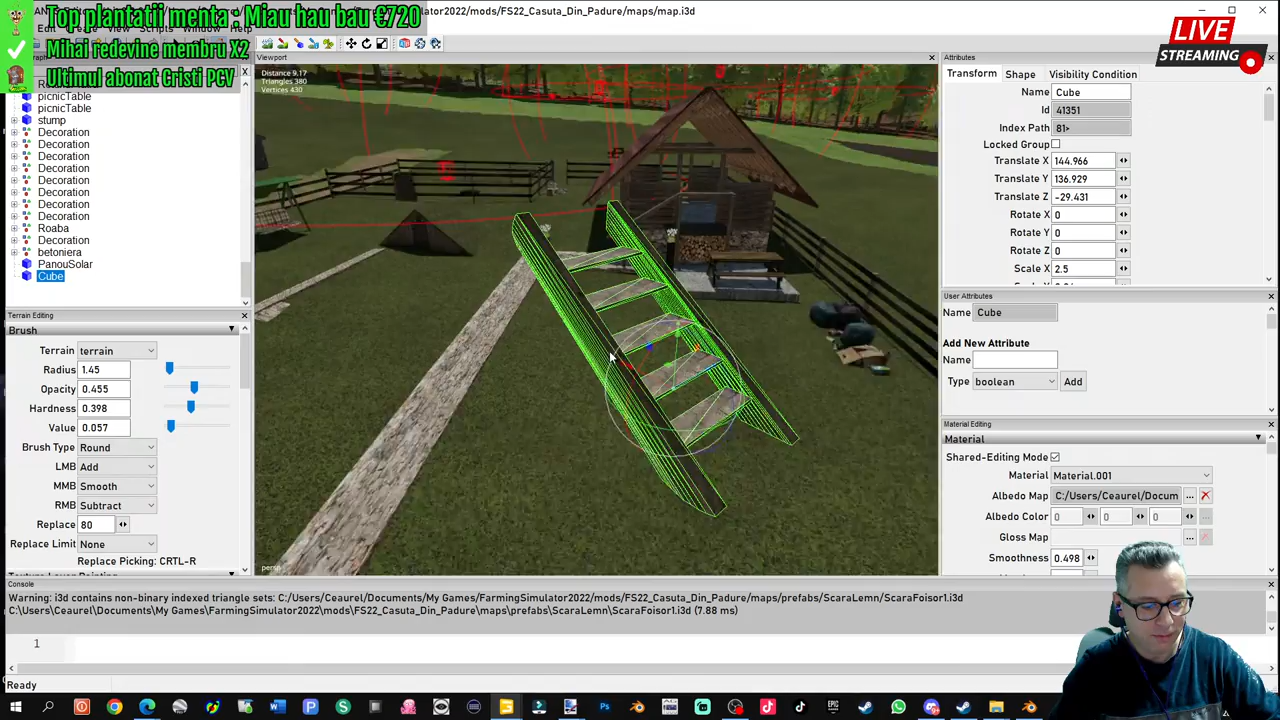 Top plantatii menta : Miau hau bau €720
ulator2022/mods/FS22_Casuta_Din_Padure/maps/map.i3d
Mihai redevine membru X2
Ultimul abonat Cristi PCV
LIVE
STREAMING
Viewport
Distance 9.17
Triangles 380
Vertices 430
persp
picnicTable
picnicTable
stump
Decoration
Decoration
Decoration
Decoration
Decoration
Decoration
Decoration
Decoration
Roaba
Decoration
betoniera
PanouSolar
Cube
Terrain Editing
Brush
Terrain terrain
Radius 1.45
Opacity 0.455
Hardness 0.398
Value 0.057
Brush Type Round
LMB Add
MMB Smooth
RMB Subtract
Replace 80
Replace Limit None
Replace Picking: CRTL-R
Attributes
Transform Shape Visibility Condition
Name Cube
Id 41351
Index Path 81>
Locked Group
Translate X 144.966
Translate Y 136.929
Translate Z -29.431
Rotate X 0
Rotate Y 0
Rotate Z 0
Scale X 2.5
User Attributes
Name Cube
Add New Attribute
Name
Type boolean Add
Material Editing
Material
Shared-Editing Mode
Material Material.001
Albedo Map C:/Users/Ceaurel/Docum
Albedo Color 0 0 0
Gloss Map
Smoothness 0.498
Console
Warning: i3d contains non-binary indexed triangle sets: C:/Users/Ceaurel/Documents/My Games/FarmingSimulator2022/mods/FS22_Casuta_Din_Padure/maps/prefabs/ScaraLemn/ScaraFoisor1.i3d
C:\Users\Ceaurel\Documents\My Games\FarmingSimulator2022\mods\FS22_Casuta_Din_Padure\maps\prefabs\ScaraLemn\ScaraFoisor1.i3d (7.88 ms)
1
Ready